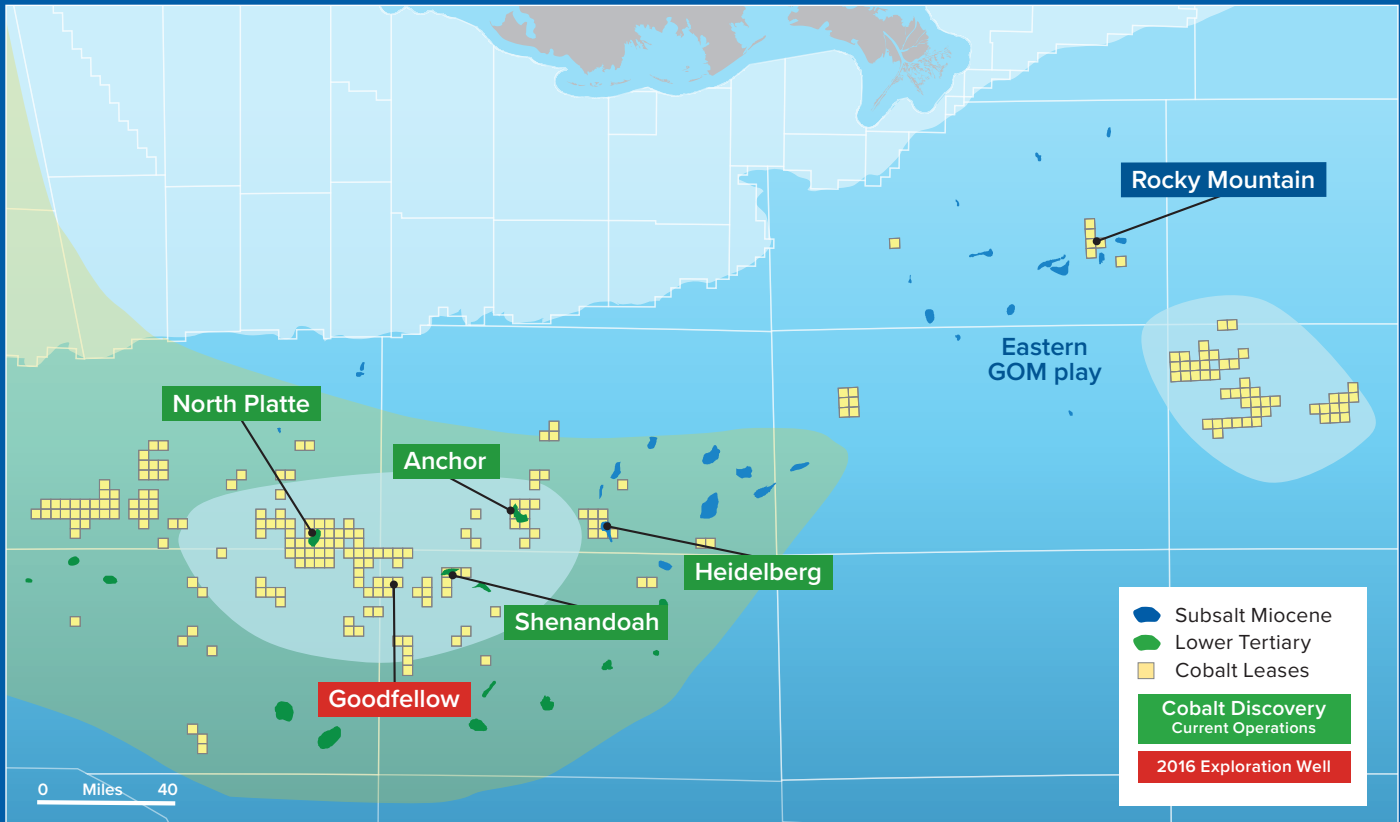 Rocky Mountain
Eastern
GOM play
North Platte
Anchor
Heidelberg
Shenandoah
Goodfellow
Subsalt Miocene
Lower Tertiary
Cobalt Leases
Cobalt Discovery
Current Operations
2016 Exploration Well
0 Miles 40